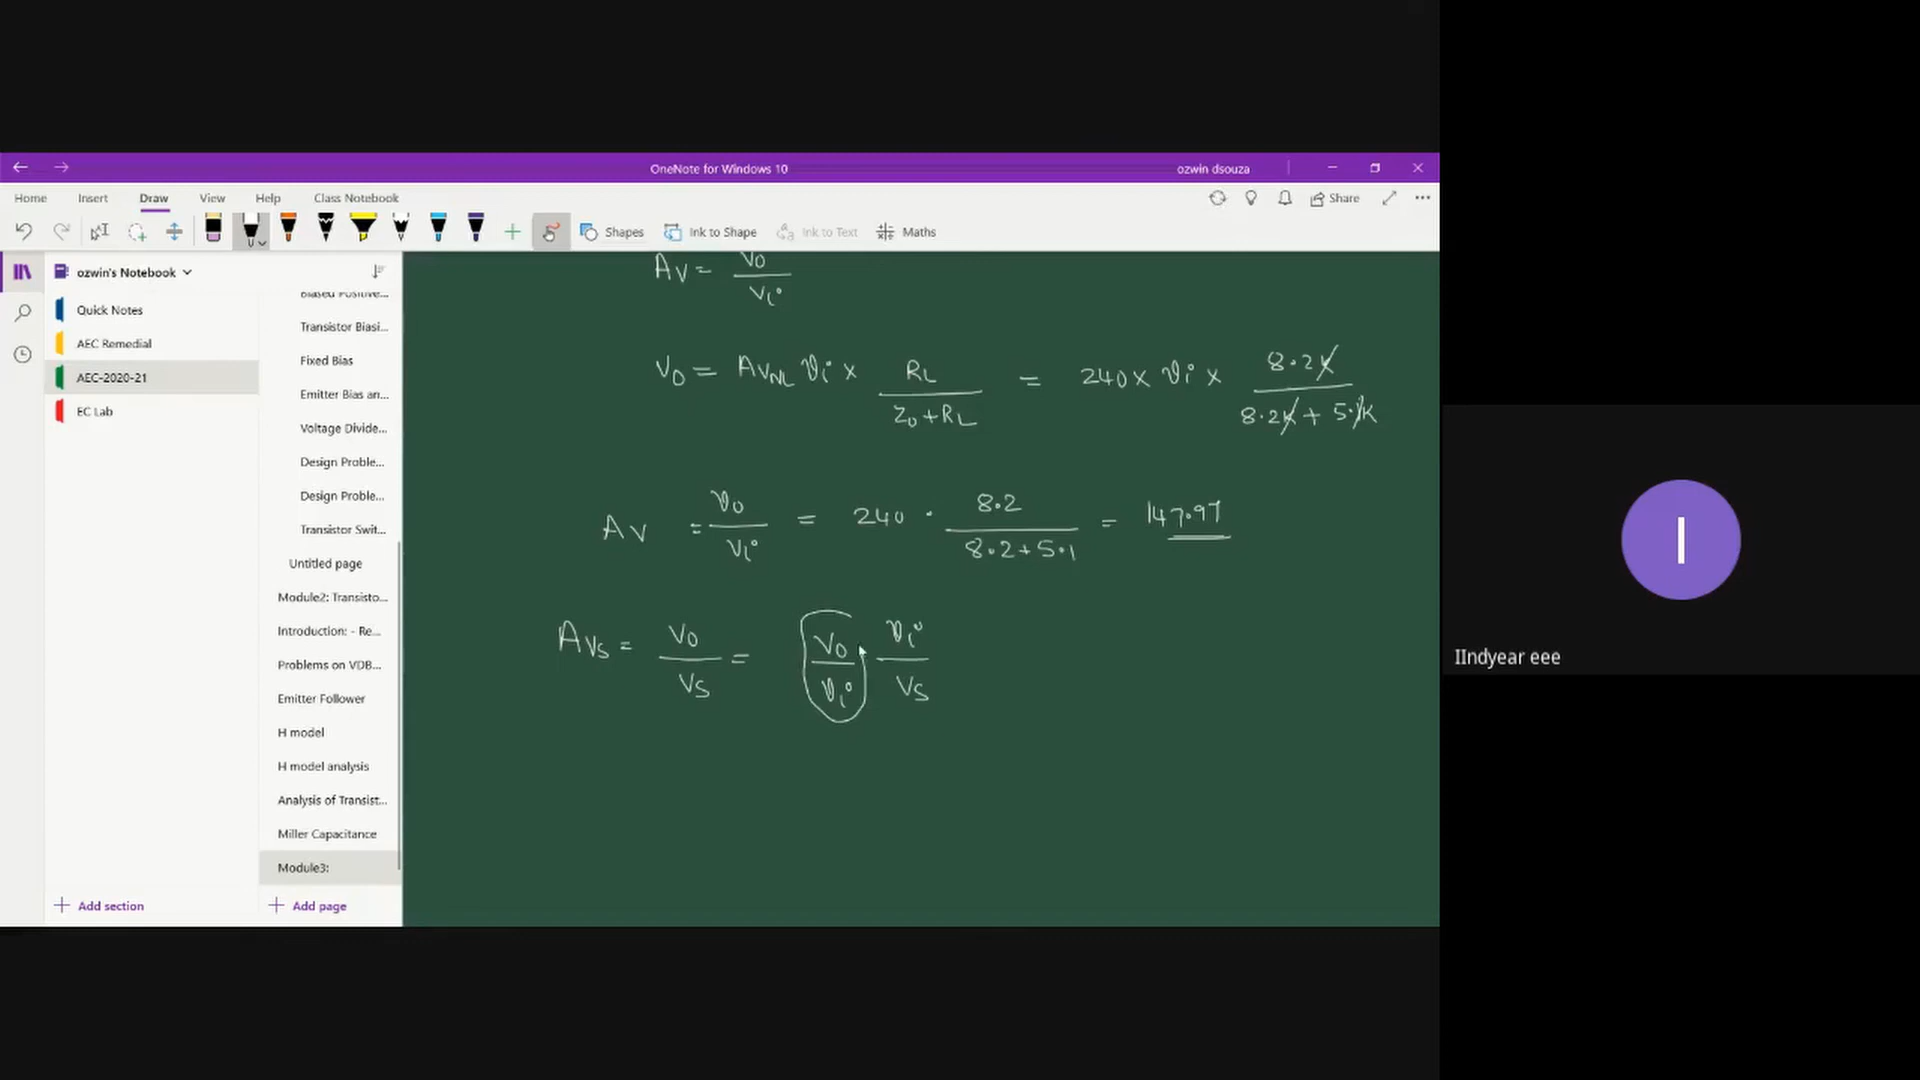 OneNote for Windows 10
ozwin dsouza
Home Insert Draw View Help Class Notebook
Share
Shapes Ink to Shape Ink to Text Maths
ozwin's Notebook
Quick Notes
AEC Remedial
AEC-2020-21
EC Lab
Add section
Biased Positive...
Transistor Biasi...
Fixed Bias
Emitter Bias an...
Voltage Divide...
Design Proble...
Design Proble...
Transistor Swit...
Untitled page
Module2: Transisto...
Introduction: - Re...
Problems on VDB...
Emitter Follower
H model
H model analysis
Analysis of Transist...
Miller Capacitance
Module3:
Add page
Av = Vo / Vi
Vo = AvNL Vi × RL / Zo + RL = 240 × Vi × 8.2K / 8.2K + 5.1K
Av = Vo / Vi = 240 . 8.2 / 8.2 + 5.1 = 147.97
Avs = Vo / Vs = Vo / Vi . Vi / Vs
I
IIndyear eee